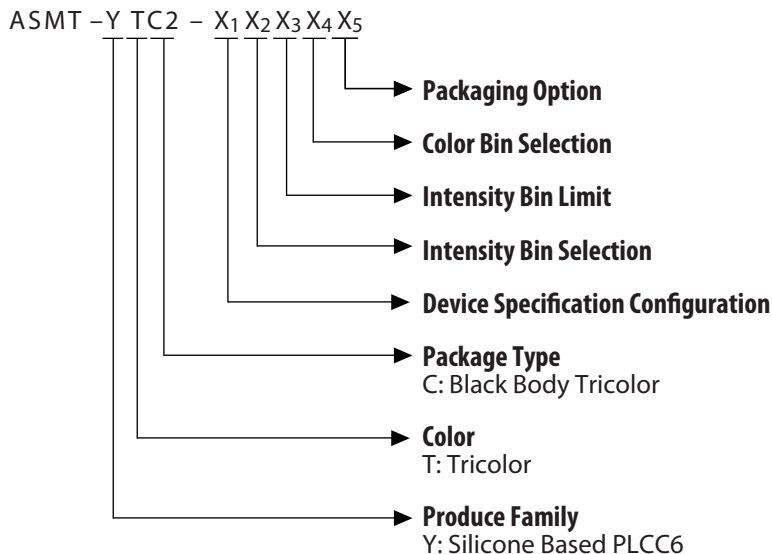 ASMT – Y TC2 – X1 X2 X3 X4 X5
Packaging Option
Color Bin Selection
Intensity Bin Limit
Intensity Bin Selection
Device Specification Configuration
Package Type
C: Black Body Tricolor
Color
T: Tricolor
Produce Family
Y: Silicone Based PLCC6